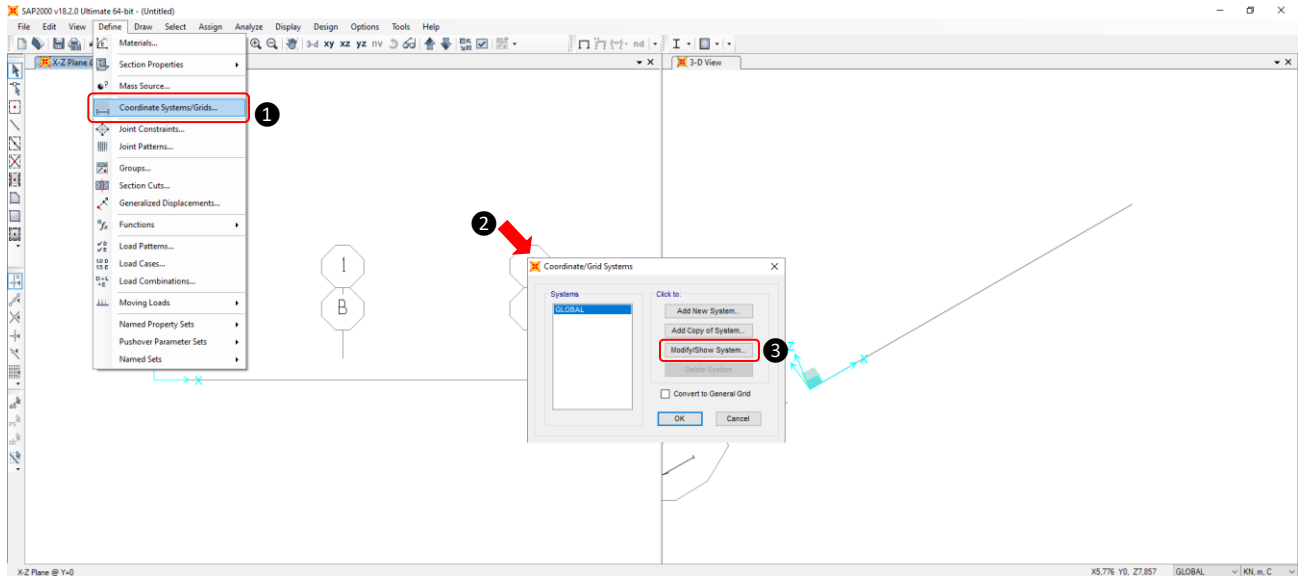 SAP2000 v18.2.0 Ultimate 64-bit - (Untitled)
File Edit View Define Draw Select Assign Analyze Display Design Options Tools Help
3-d xy xz yz nv nd
X-Z Plane
3-D View
Materials...
Section Properties
Mass Source...
Coordinate Systems/Grids...
1
Joint Constraints...
Joint Patterns...
Groups...
Section Cuts...
Generalized Displacements...
Functions
Load Patterns...
Load Cases...
Load Combinations...
Moving Loads
Named Property Sets
Pushover Parameter Sets
Named Sets
1
B
X
2
Coordinate/Grid Systems
Systems
GLOBAL
Click to:
Add New System...
Add Copy of System...
Modify/Show System...
3
Delete System
Convert to General Grid
OK Cancel
Z
X
X-Z Plane @ Y=0
X5,776 Y0, Z7,857 GLOBAL KN, m, C